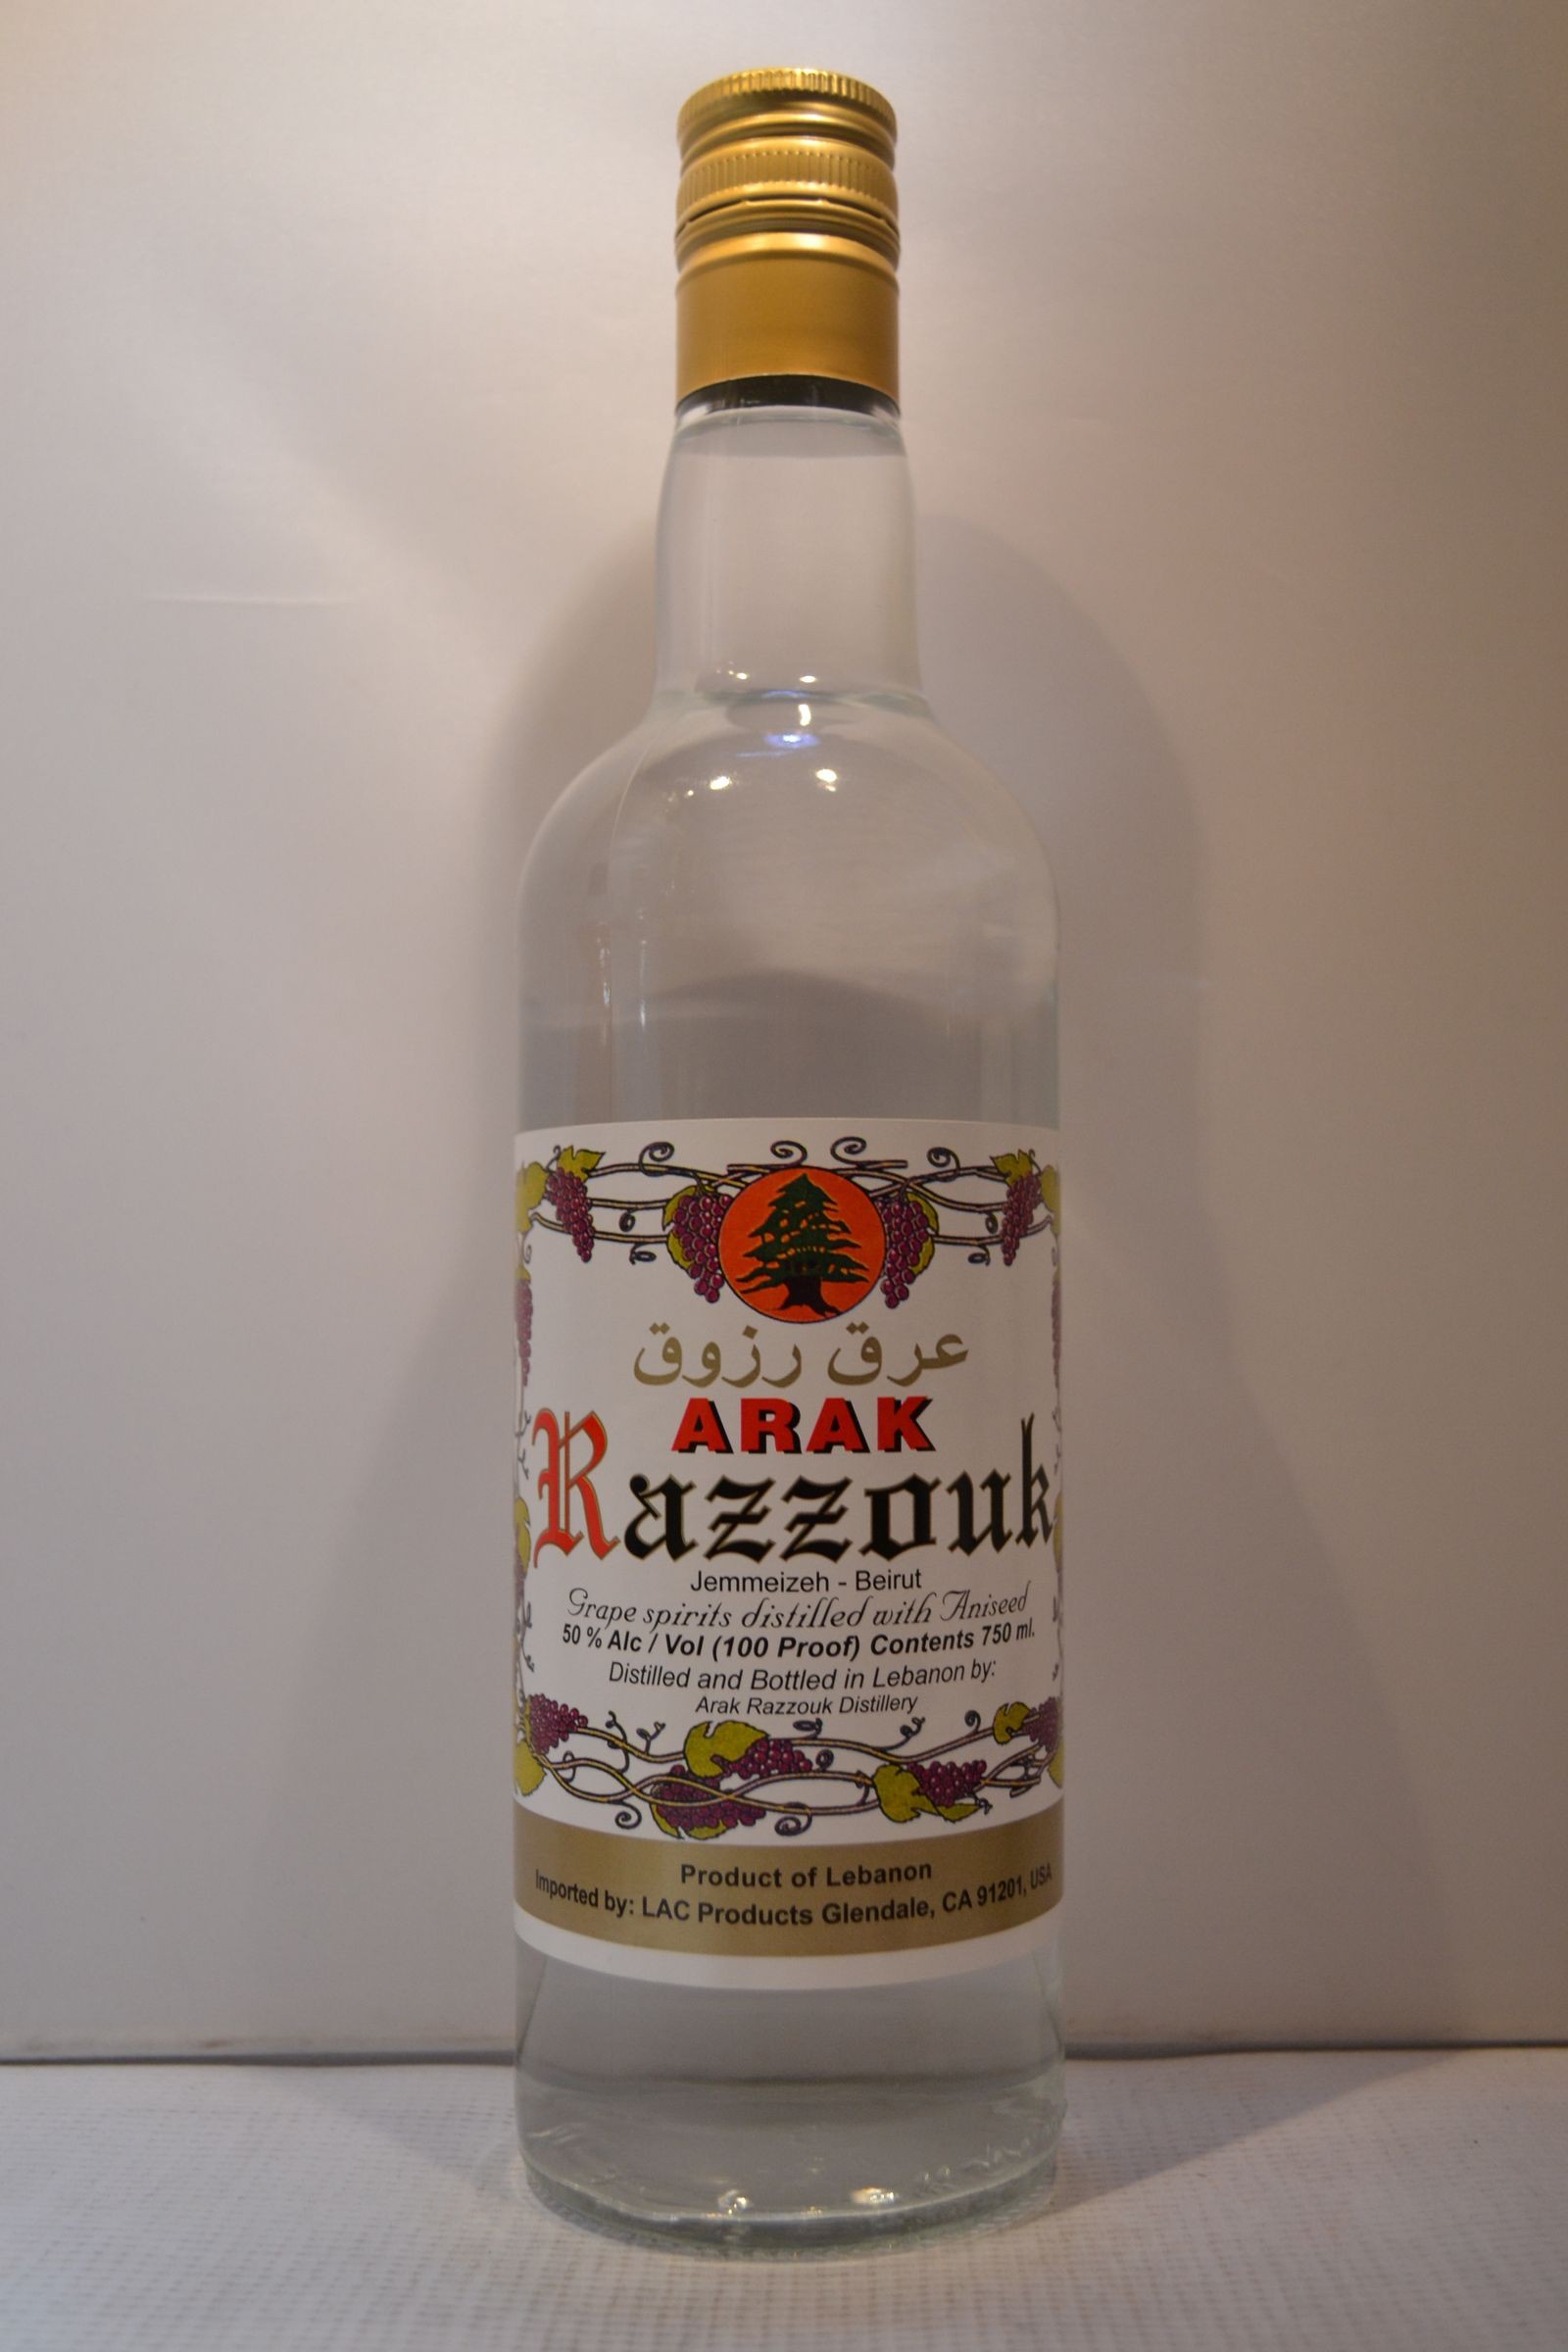 عرق رزوق
ARAK
Razzouk
Jemmeizeh - Beirut
Grape spirits distilled with Aniseed
50 % Alc / Vol (100 Proof) Contents 750 ml.
Distilled and Bottled in Lebanon by:
Arak Razzouk Distillery
Product of Lebanon
Imported by: LAC Products Glendale, CA 91201, USA